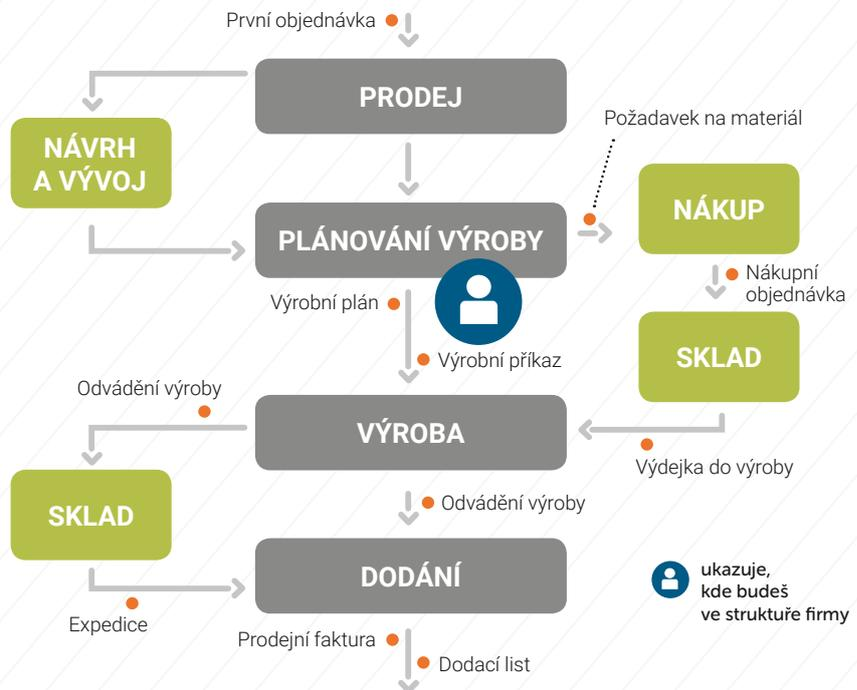 První objednávka
PRODEJ
Požadavek na materiál
NÁVRH
A VÝVOJ
NÁKUP
PLÁNOVÁNÍ VÝROBY
Nákupní
objednávka
Výrobní plán
Výrobní příkaz
SKLAD
Odvádění výroby
VÝROBA
Výdejka do výroby
SKLAD
Odvádění výroby
DODÁNÍ
ukazuje,
kde budeš
ve struktuře firmy
Expedice
Prodejní faktura
Dodací list